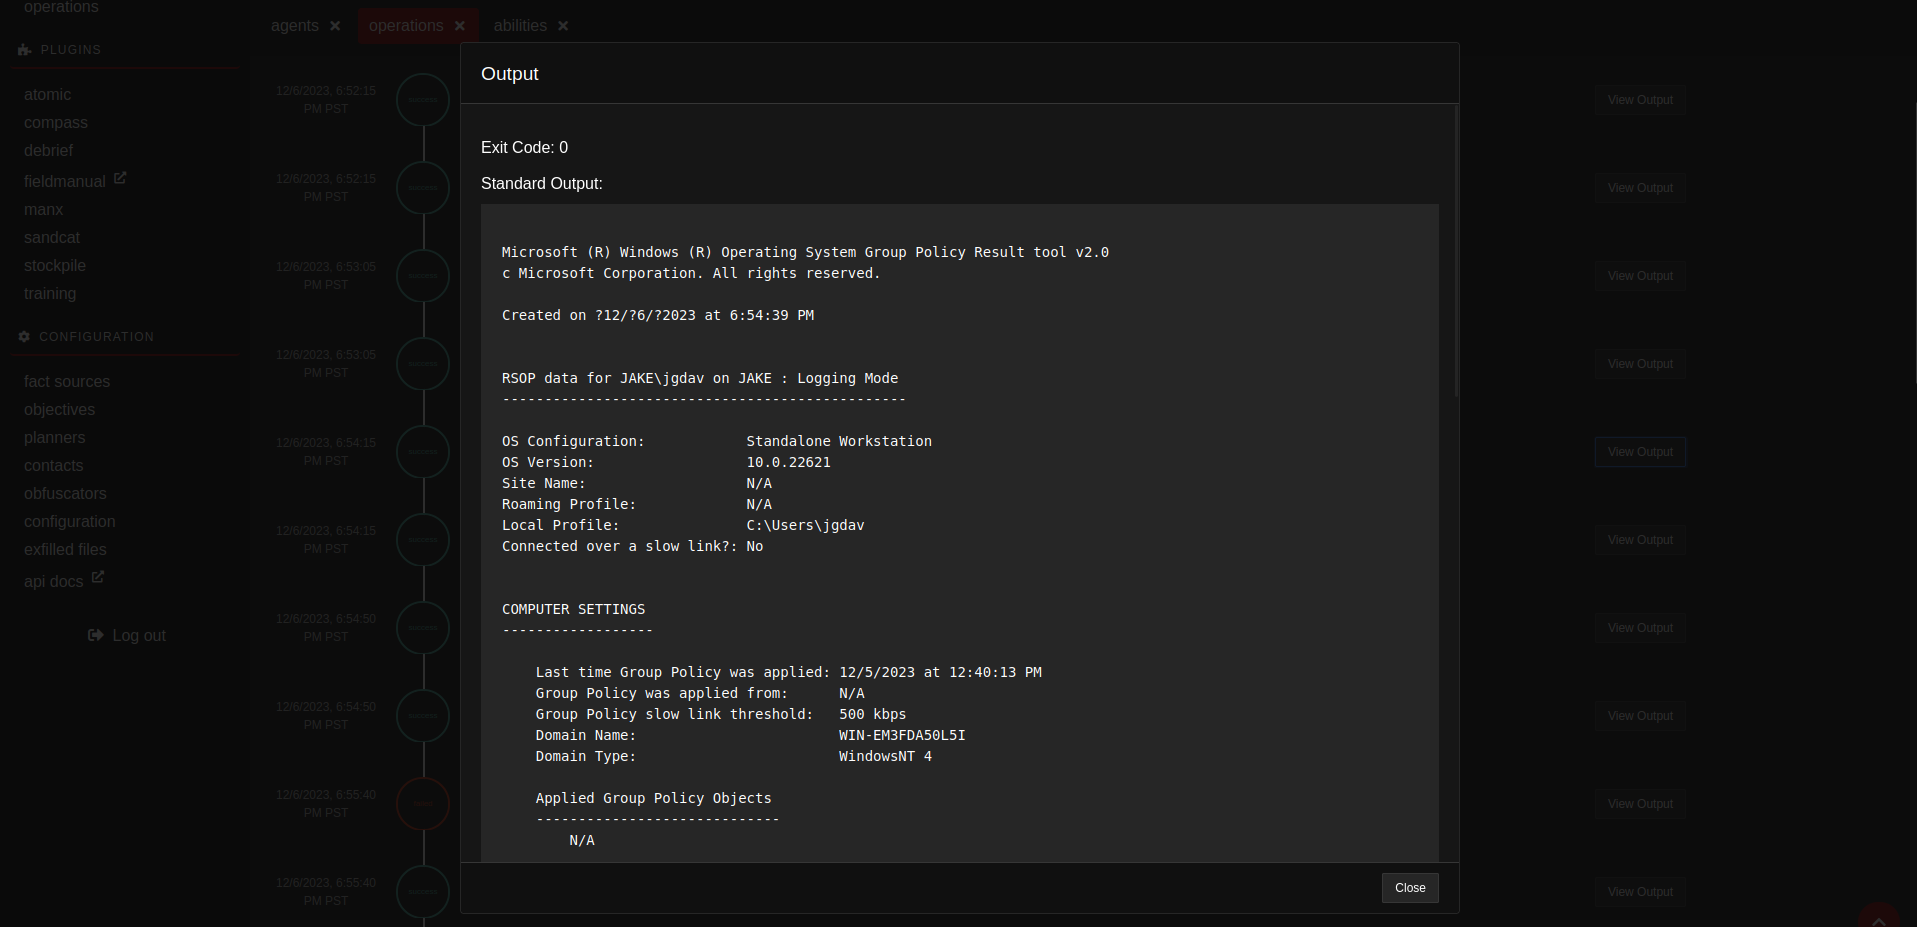 operations
PLUGINS
atomic
compass
debrief
fieldmanual
manx
sandcat
stockpile
training
CONFIGURATION
fact sources
objectives
planners
contacts
obfuscators
configuration
exfilled files
api docs
Log out
agents
operations
abilities
12/6/2023, 6:52:15
PM PST
View Output
12/6/2023, 6:52:15
PM PST
View Output
12/6/2023, 6:53:05
PM PST
View Output
12/6/2023, 6:53:05
PM PST
View Output
12/6/2023, 6:54:15
PM PST
View Output
12/6/2023, 6:54:15
PM PST
View Output
12/6/2023, 6:54:50
PM PST
View Output
12/6/2023, 6:54:50
PM PST
View Output
12/6/2023, 6:55:40
PM PST
View Output
12/6/2023, 6:55:40
PM PST
View Output
Output
Exit Code: 0
Standard Output:
Microsoft (R) Windows (R) Operating System Group Policy Result tool v2.0
c Microsoft Corporation. All rights reserved.
Created on ?12/?6/?2023 at 6:54:39 PM
RSOP data for JAKE\jgdav on JAKE : Logging Mode
------------------------------------------------
OS Configuration: Standalone Workstation
OS Version: 10.0.22621
Site Name: N/A
Roaming Profile: N/A
Local Profile: C:\Users\jgdav
Connected over a slow link?: No
COMPUTER SETTINGS
------------------
Last time Group Policy was applied: 12/5/2023 at 12:40:13 PM
Group Policy was applied from: N/A
Group Policy slow link threshold: 500 kbps
Domain Name: WIN-EM3FDA50L5I
Domain Type: WindowsNT 4
Applied Group Policy Objects
-----------------------------
N/A
Close